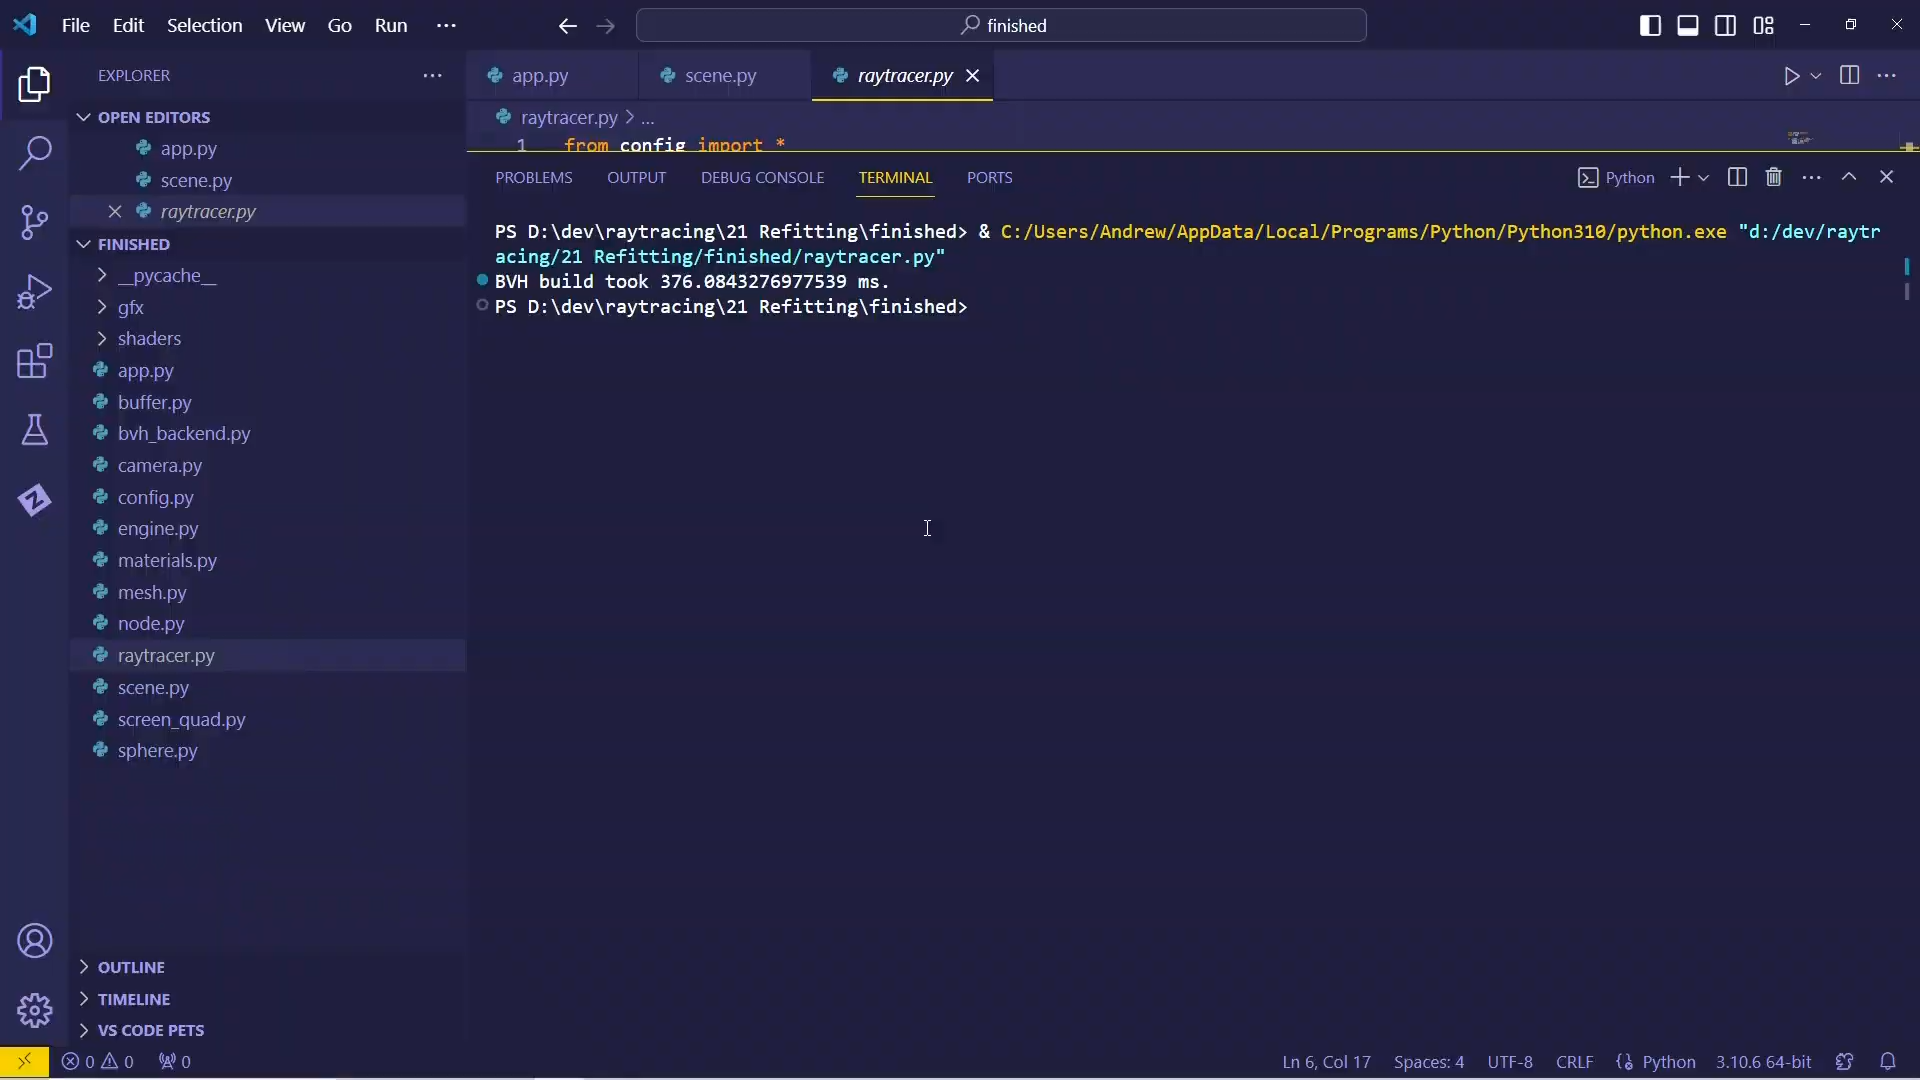 File Edit Selection View Go Run ···
finished
EXPLORER ···
OPEN EDITORS
app.py
scene.py
raytracer.py
FINISHED
__pycache__
gfx
shaders
app.py
buffer.py
bvh_backend.py
camera.py
config.py
engine.py
materials.py
mesh.py
node.py
raytracer.py
scene.py
screen_quad.py
sphere.py
OUTLINE
TIMELINE
VS CODE PETS
app.py scene.py raytracer.py
raytracer.py > ...
1 from config import *
PROBLEMS OUTPUT DEBUG CONSOLE TERMINAL PORTS Python
PS D:\dev\raytracing\21 Refitting\finished> & C:/Users/Andrew/AppData/Local/Programs/Python/Python310/python.exe "d:/dev/raytr
acing/21 Refitting/finished/raytracer.py"
BVH build took 376.0843276977539 ms.
PS D:\dev\raytracing\21 Refitting\finished>
0 0 0 Ln 6, Col 17 Spaces: 4 UTF-8 CRLF Python 3.10.6 64-bit